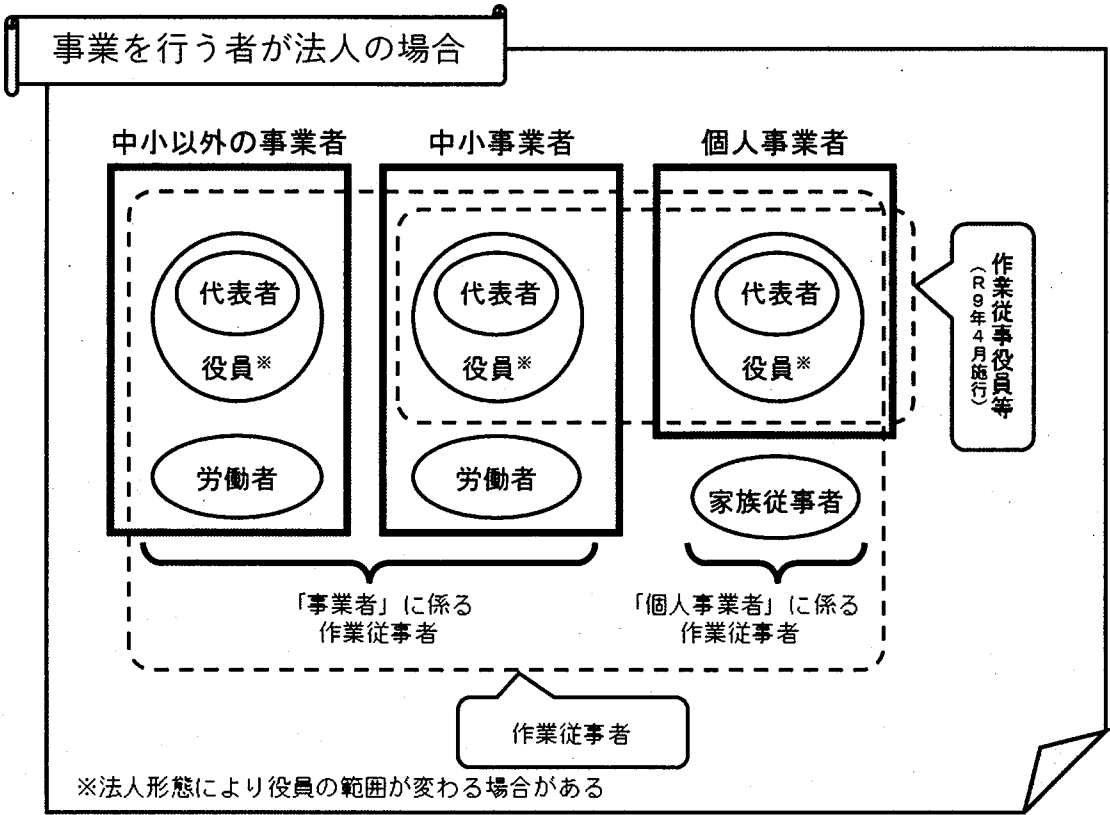 事業を行う者が法人の場合
中小以外の事業者
中小事業者
個人事業者
代表者
役員※
労働者
代表者
役員※
労働者
代表者
役員※
家族従事者
作業従事役員等
（R9年4月施行）
「事業者」に係る
作業従事者
「個人事業者」に係る
作業従事者
作業従事者
※法人形態により役員の範囲が変わる場合がある